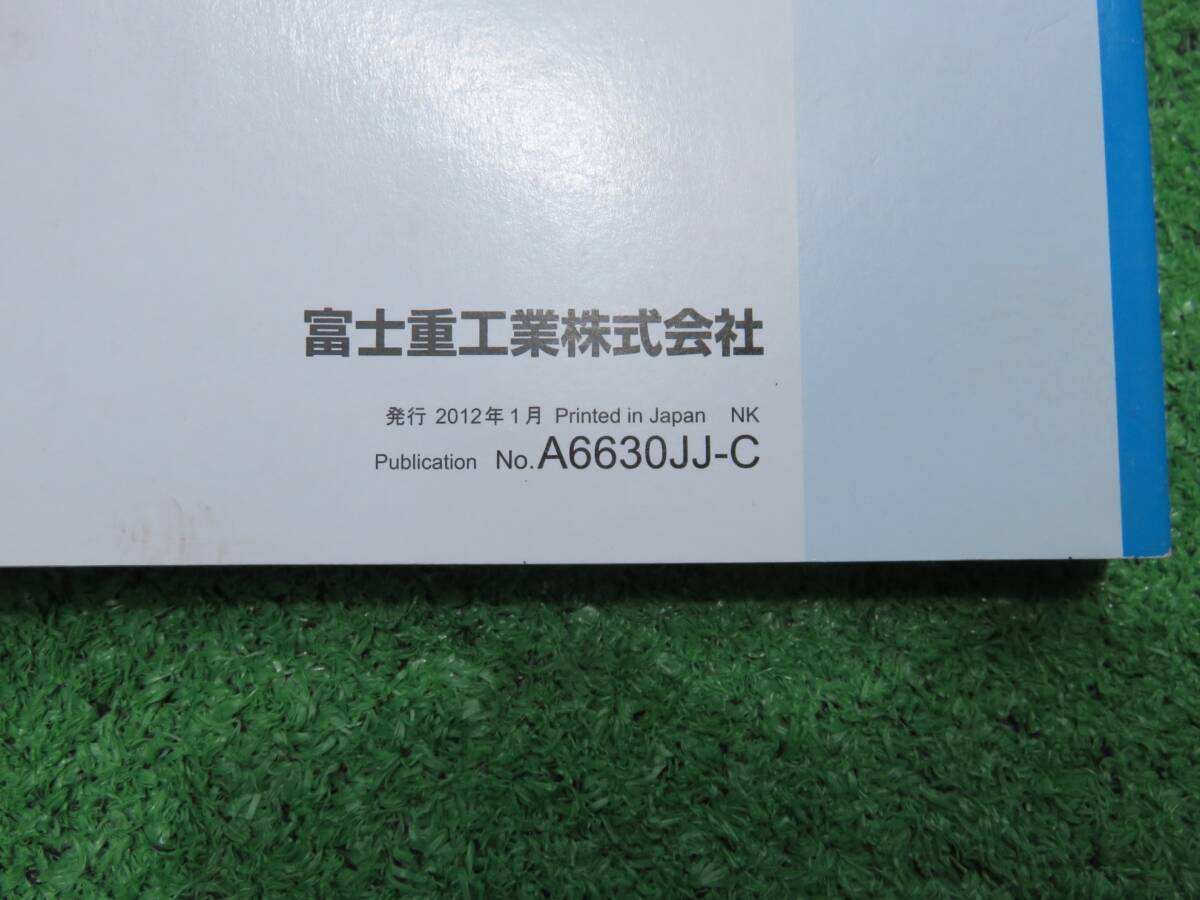 富士重工業株式会社
発行 2012年1月 Printed in Japan NK
Publication No.A6630JJ-C